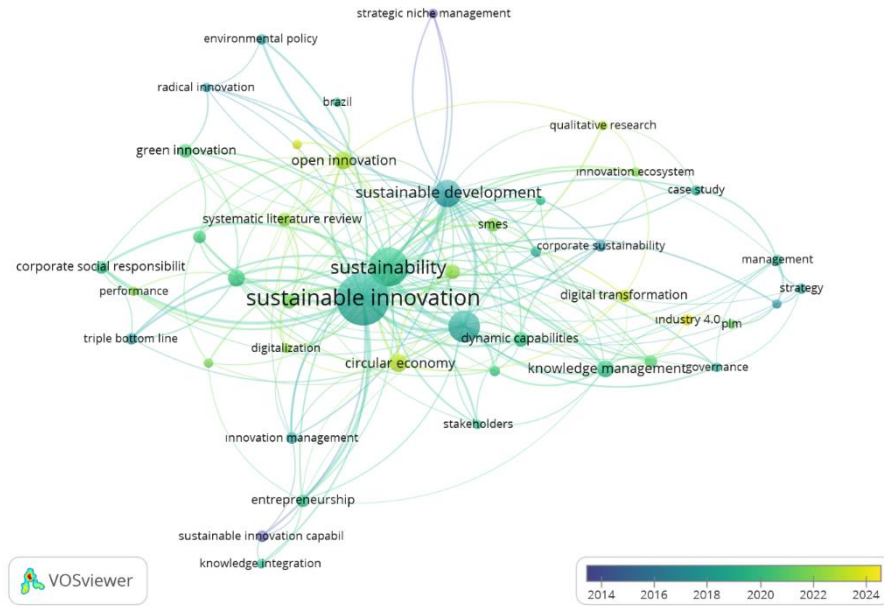 strategic niche management
environmental policy
radical innovation
brazil
qualitative research
green innovation
open innovation
innovation ecosystem
sustainable development
case study
systematic literature review
smes
corporate sustainability
management
corporate social responsibilit
sustainability
performance
sustainable innovation
digital transformation
strategy
industry 4.0
plm
triple bottom line
dynamic capabilities
digitalization
circular economy
knowledge management
governance
stakeholders
innovation management
entrepreneurship
sustainable innovation capabil
knowledge integration
VOSviewer
2014 2016 2018 2020 2022 2024